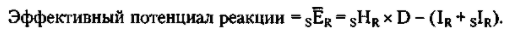 Эффективный потенциал реакции = sĒR = sHR × D – (IR + sIR).